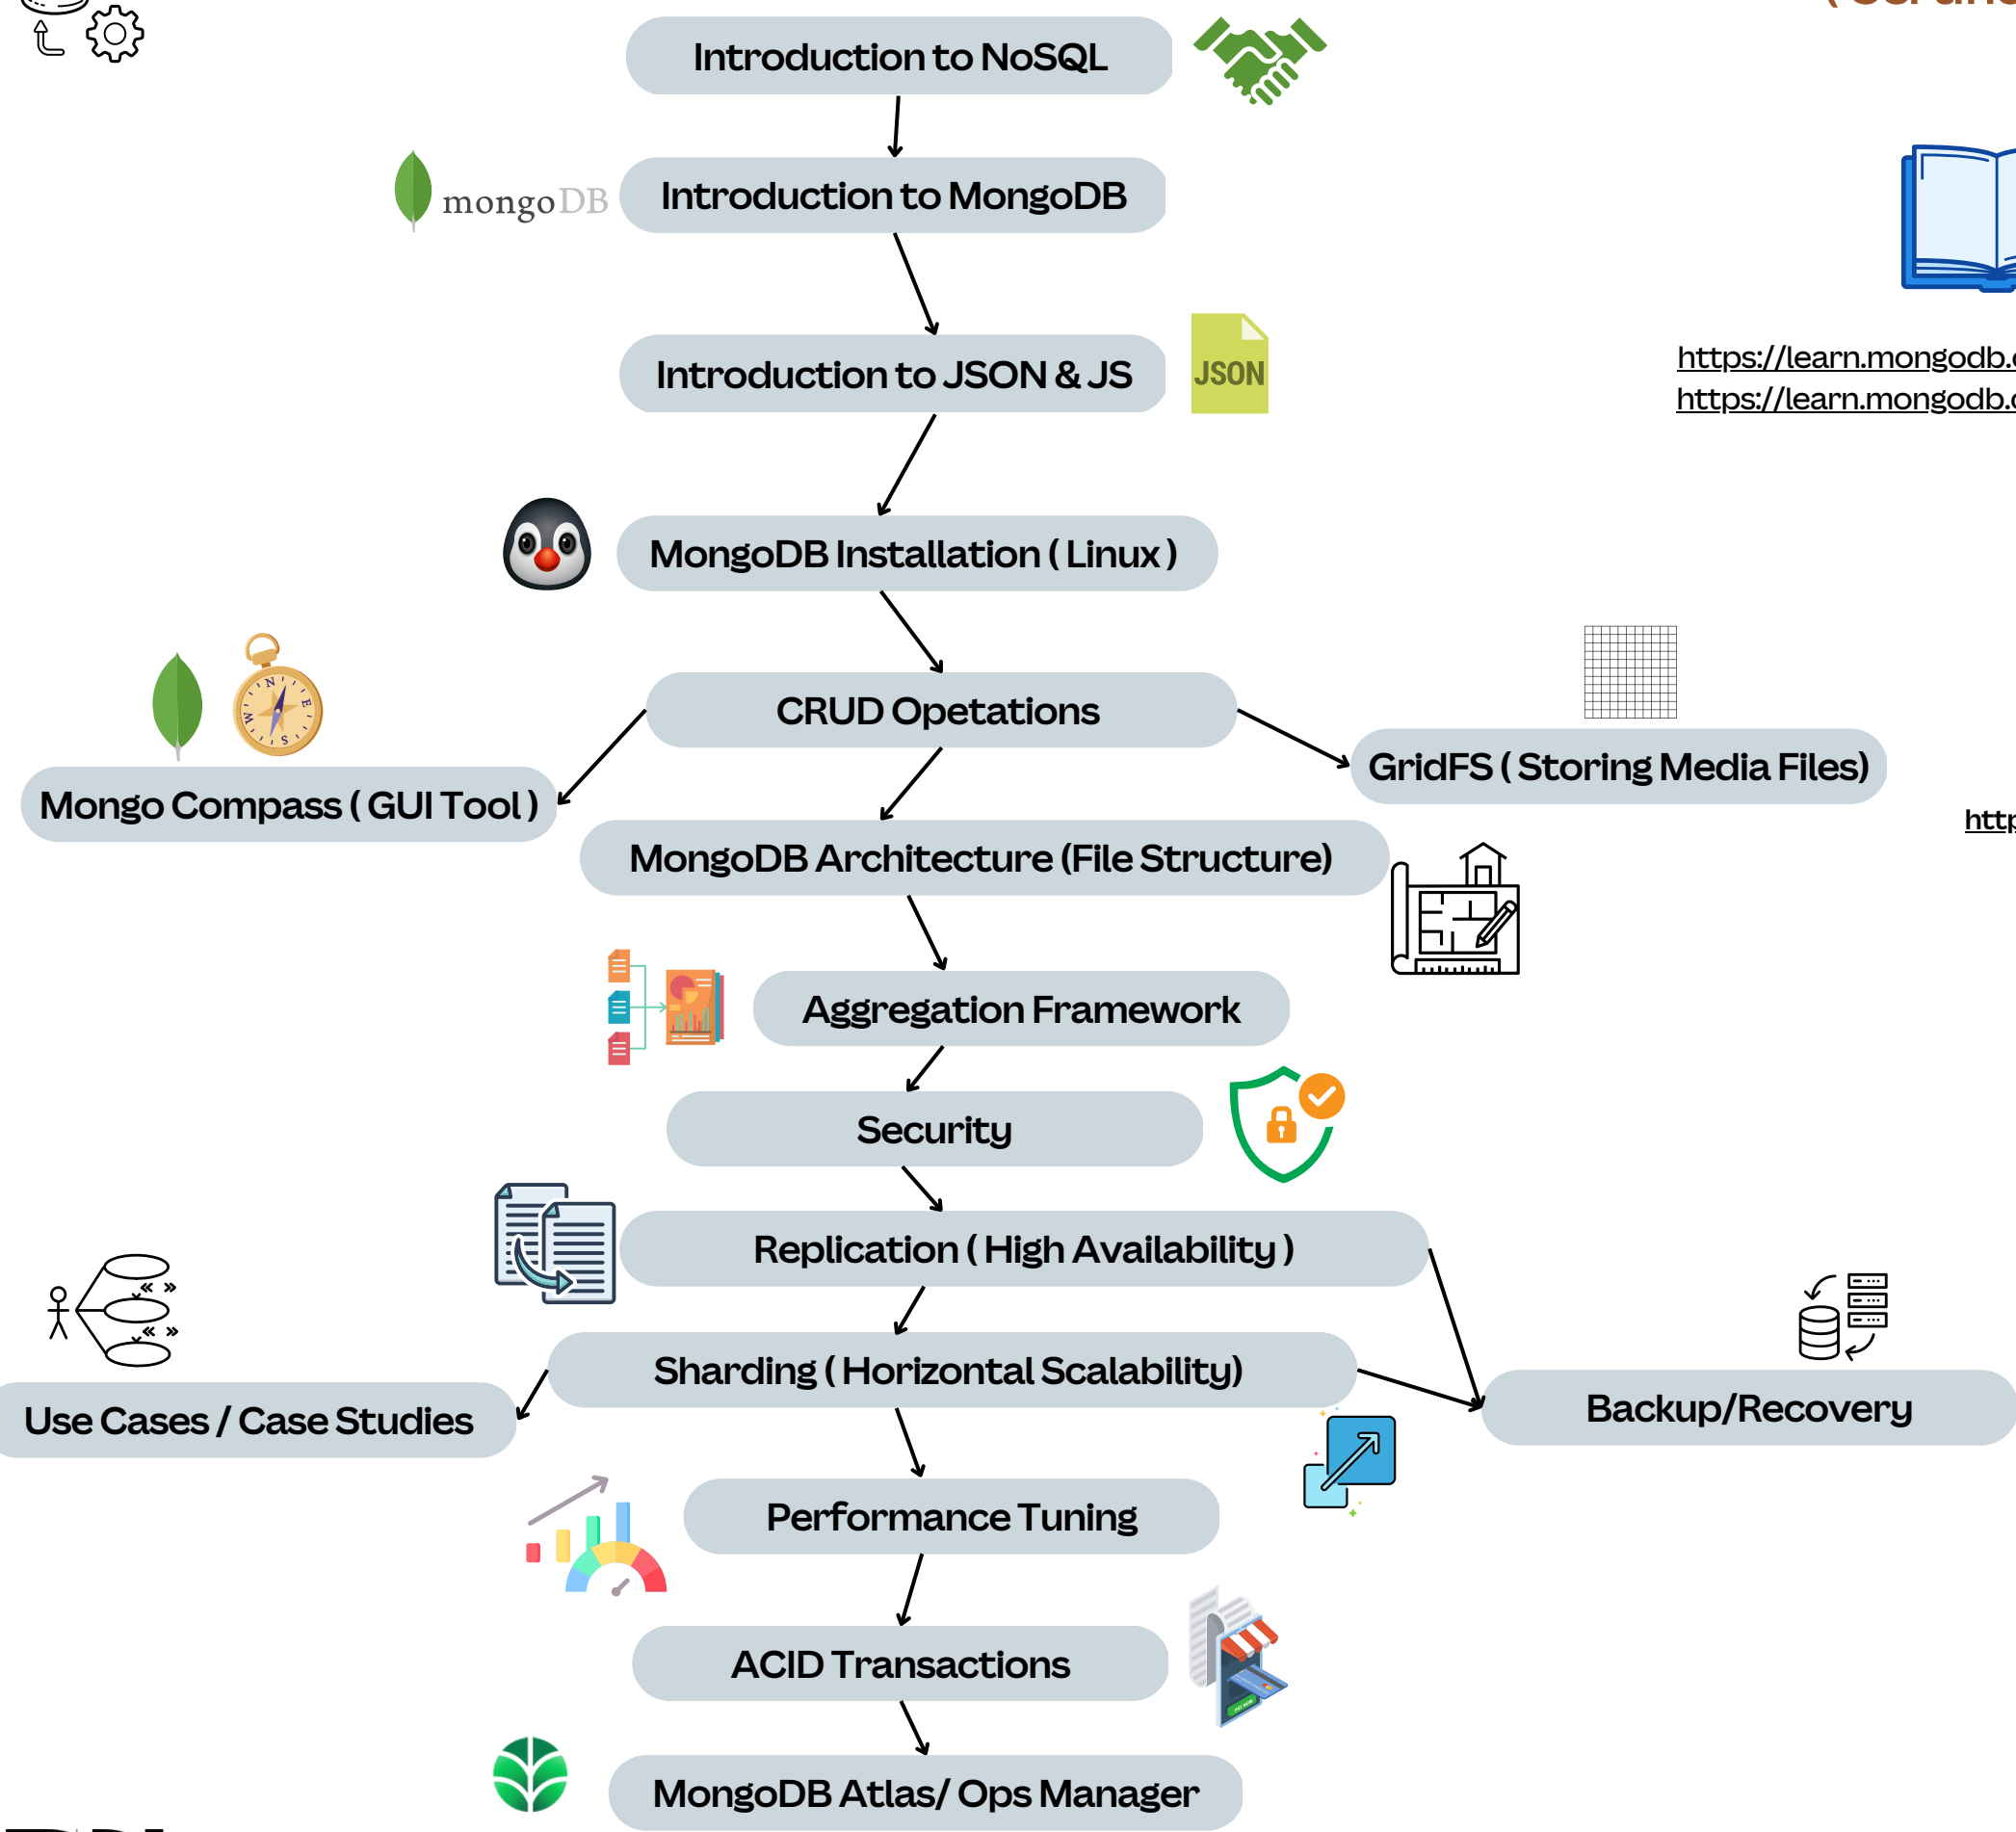 Introduction to NoSQL
mongoDB
Introduction to MongoDB
Introduction to JSON & JS
JSON
https://learn.mongodb.
https://learn.mongodb.
MongoDB Installation ( Linux )
N
E
S
W
CRUD Opetations
GridFS ( Storing Media Files)
Mongo Compass ( GUI Tool )
http
MongoDB Architecture (File Structure)
Aggregation Framework
Security
Replication ( High Availability )
« »
« »
Sharding ( Horizontal Scalability)
Use Cases / Case Studies
Backup/Recovery
Performance Tuning
ACID Transactions
PAY NOW
MongoDB Atlas/ Ops Manager